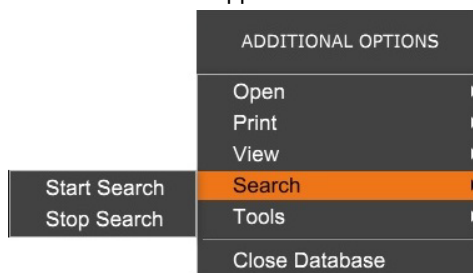 ADDITIONAL OPTIONS
Open
Print
View
Search
Start Search
Stop Search
Tools
Close Database